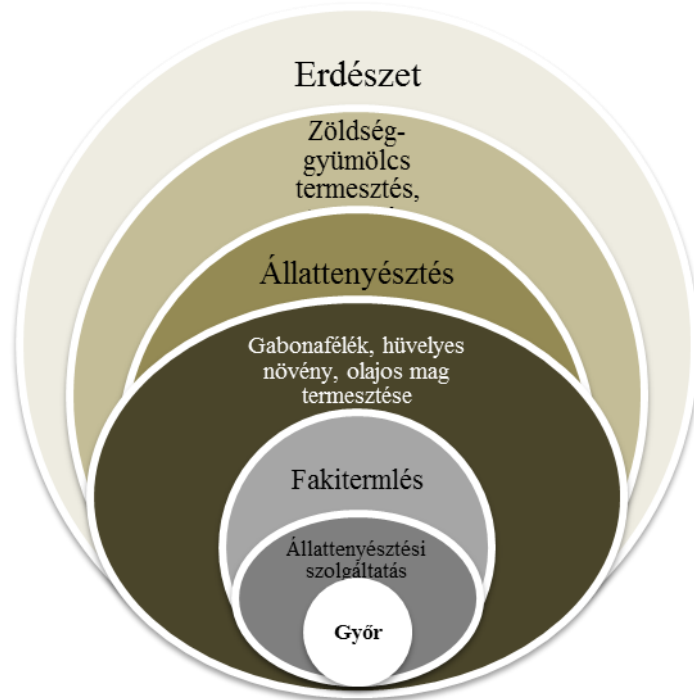 Erdészet
Zöldség-
gyümölcs
termesztés,
Állattenyésztés
Gabonafélék, hüvelyes
növény, olajos mag
termesztése
Fakitermlés
Állattenyésztési
szolgáltatás
Győr